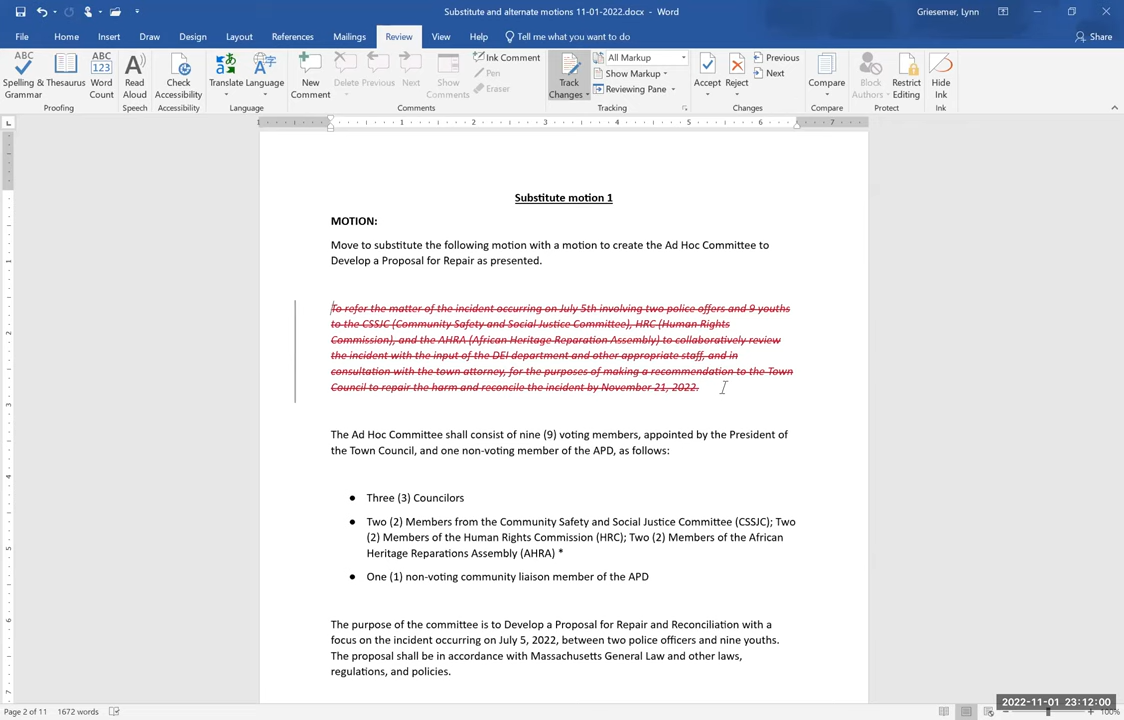 Substitute and alternate motions 11-01-2022.docx - Word
Griesemer, Lynn
File Home Insert Draw Design Layout References Mailings Review View Help Tell me what you want to do
Share
ABC
Spelling & Grammar
Thesaurus
ABC 123
Word Count
Read Aloud
Check Accessibility
Translate
Language
New Comment
Delete
Previous
Next
Show Comments
Ink Comment
Pen
Eraser
Track Changes
All Markup
Show Markup
Reviewing Pane
Accept
Reject
Previous
Next
Compare
Block Authors
Restrict Editing
Hide Ink
Proofing Speech Accessibility Language Comments Tracking Changes Compare Protect Ink
1 2 3 4 5 6 7
Substitute motion 1
MOTION:
Move to substitute the following motion with a motion to create the Ad Hoc Committee to
Develop a Proposal for Repair as presented.
To refer the matter of the incident occurring on July 5th involving two police offers and 9 youths
to the CSSJC (Community Safety and Social Justice Committee), HRC (Human Rights
Commission), and the AHRA (African Heritage Reparation Assembly) to collaboratively review
the incident with the input of the DEI department and other appropriate staff, and in
consultation with the town attorney, for the purposes of making a recommendation to the Town
Council to repair the harm and reconcile the incident by November 21, 2022.
The Ad Hoc Committee shall consist of nine (9) voting members, appointed by the President of
the Town Council, and one non-voting member of the APD, as follows:
● Three (3) Councilors
● Two (2) Members from the Community Safety and Social Justice Committee (CSSJC); Two
(2) Members of the Human Rights Commission (HRC); Two (2) Members of the African
Heritage Reparations Assembly (AHRA) *
● One (1) non-voting community liaison member of the APD
The purpose of the committee is to Develop a Proposal for Repair and Reconciliation with a
focus on the incident occurring on July 5, 2022, between two police officers and nine youths.
The proposal shall be in accordance with Massachusetts General Law and other laws,
regulations, and policies.
Page 2 of 11 1672 words
2022-11-01 23:12:00
100%